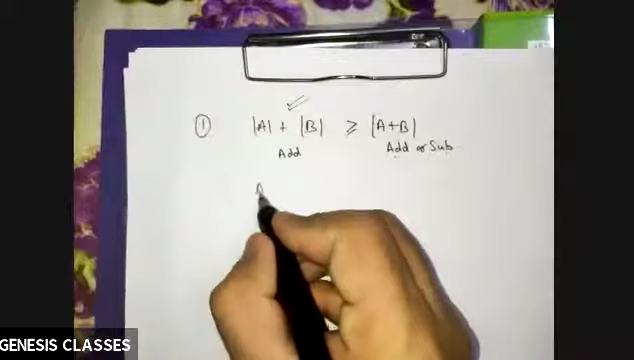 ① |A| + |B| ≥ |A+B|
Add Add or Sub
GENESIS CLASSES